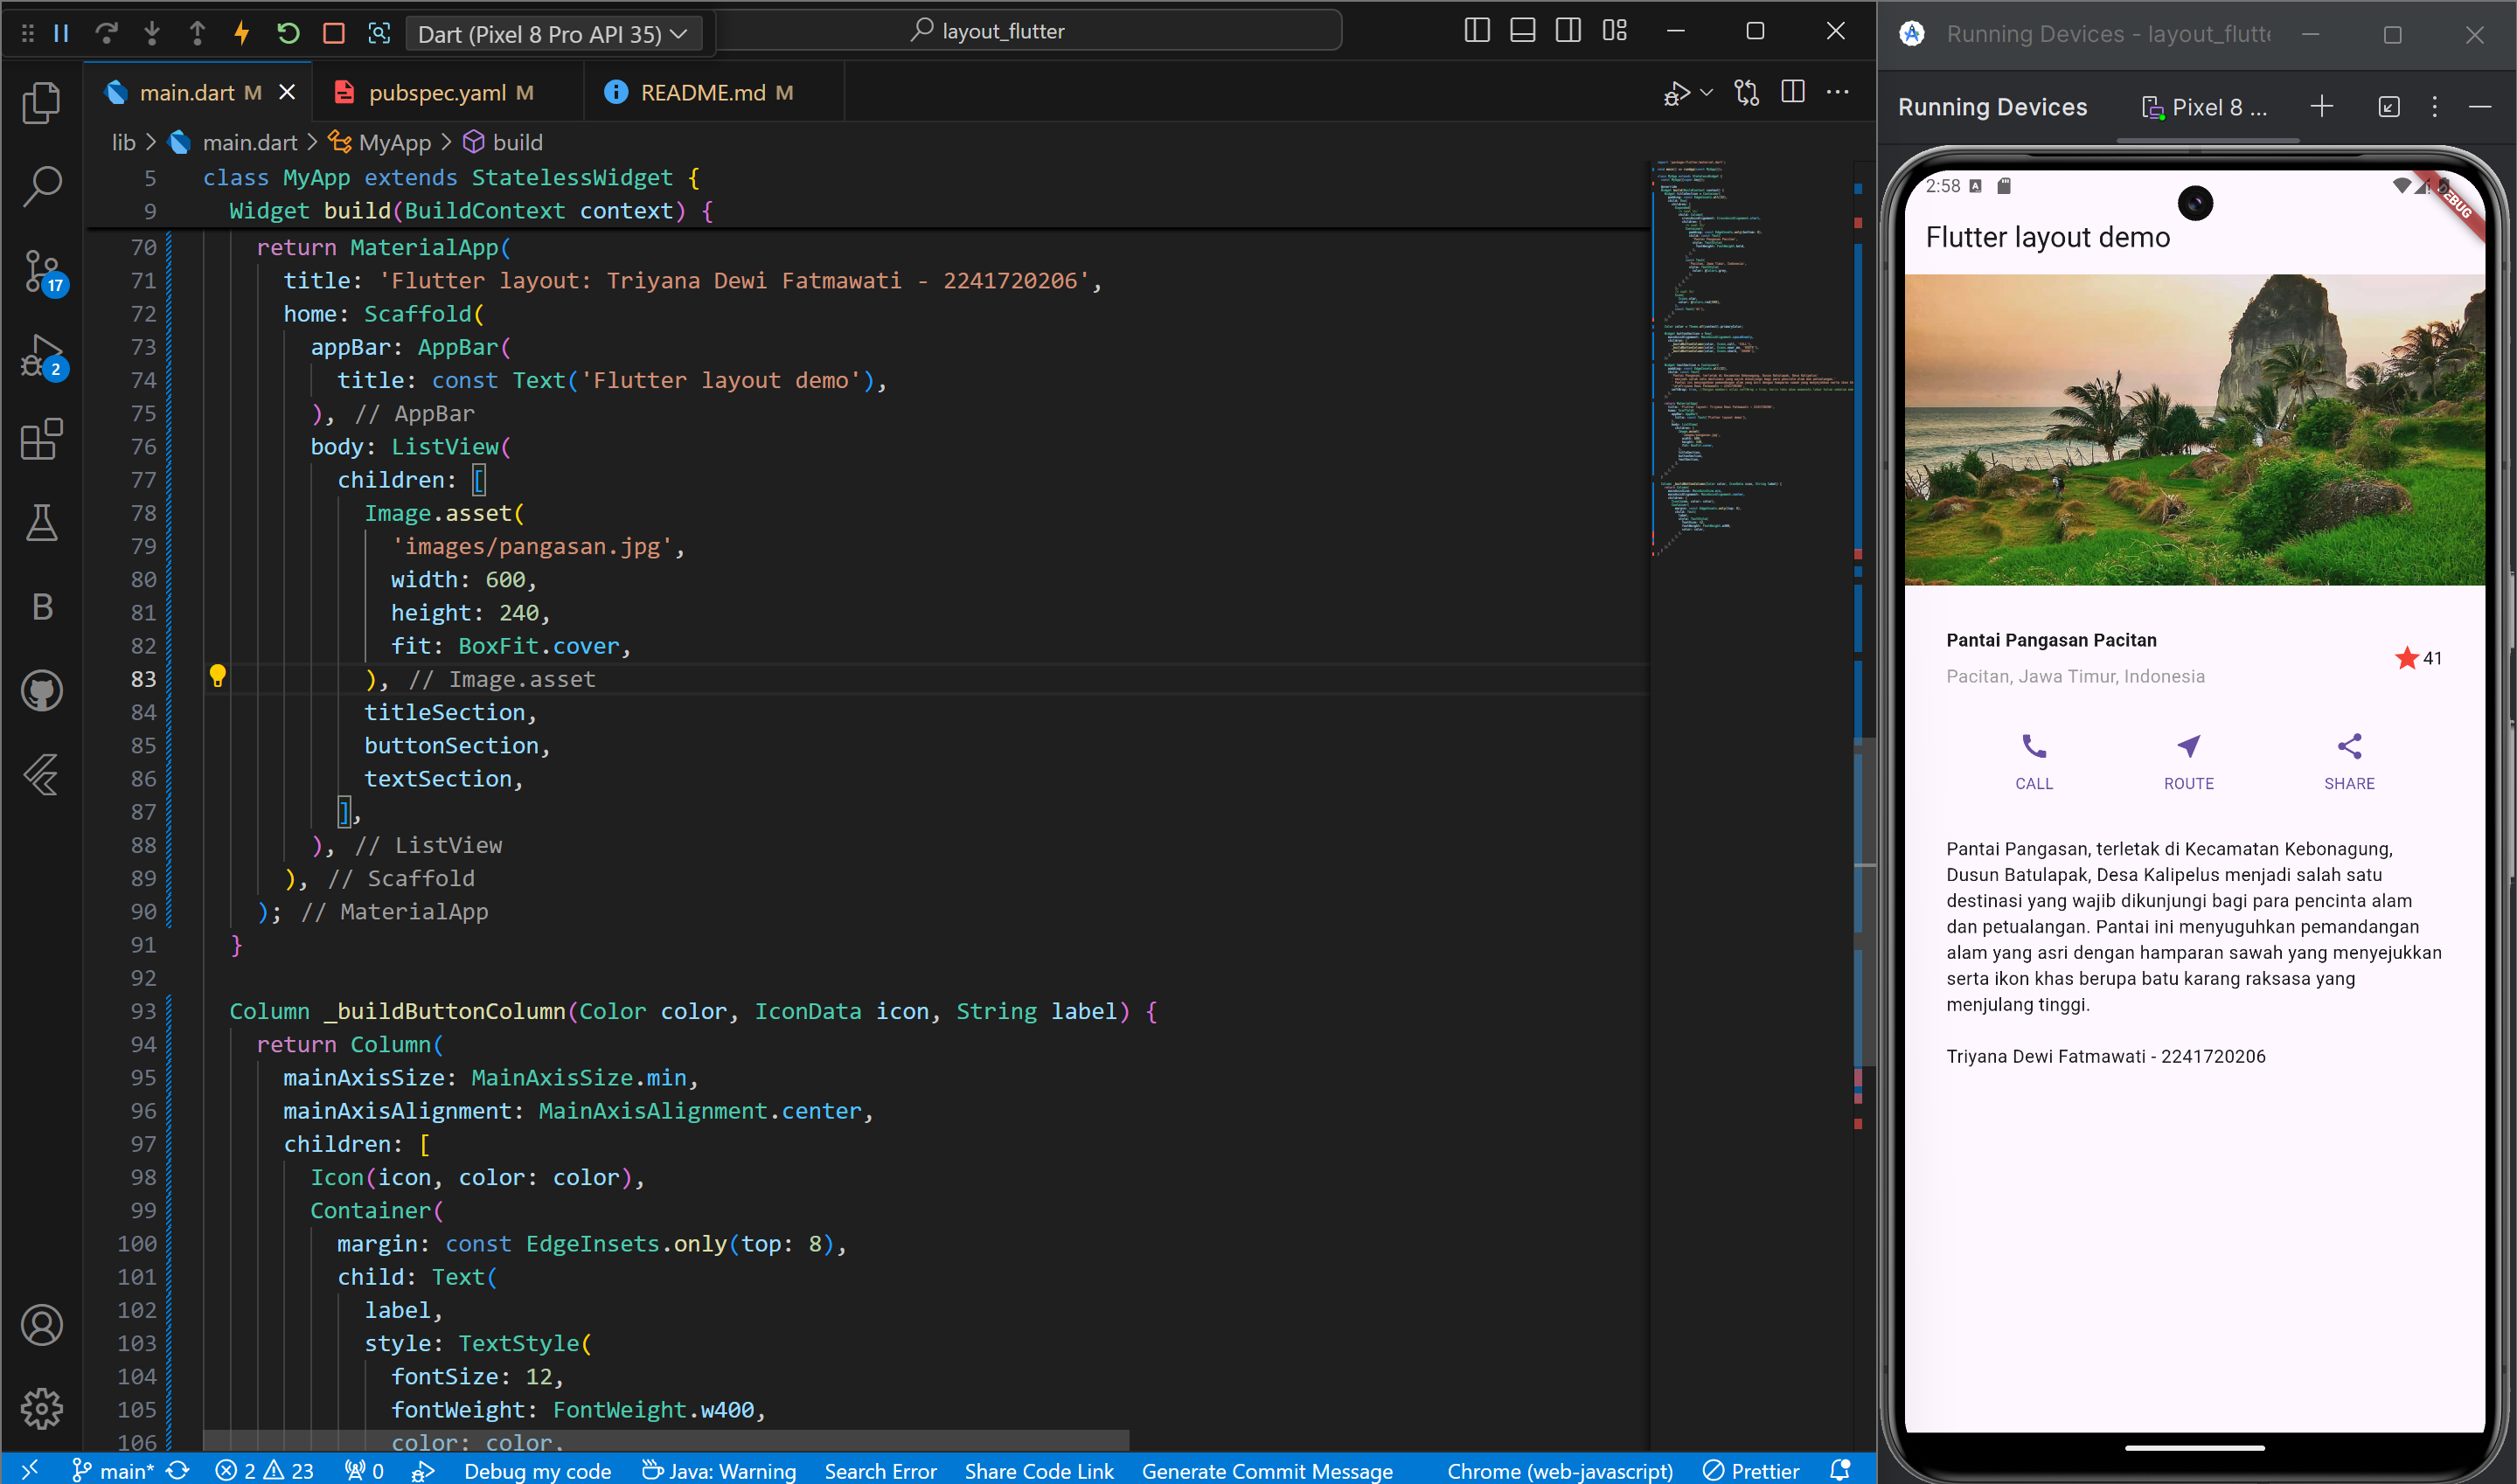 Dart (Pixel 8 Pro API 35)
layout_flutter
main.dart M
pubspec.yaml M
README.md M
lib > main.dart > MyApp > build
5 class MyApp extends StatelessWidget {
9 Widget build(BuildContext context) {
70 return MaterialApp(
71 title: 'Flutter layout: Triyana Dewi Fatmawati - 2241720206',
72 home: Scaffold(
73 appBar: AppBar(
74 title: const Text('Flutter layout demo'),
75 ), // AppBar
76 body: ListView(
77 children: [
78 Image.asset(
79 'images/pangasan.jpg',
80 width: 600,
81 height: 240,
82 fit: BoxFit.cover,
83 ), // Image.asset
84 titleSection,
85 buttonSection,
86 textSection,
87 ],
88 ), // ListView
89 ), // Scaffold
90 ); // MaterialApp
91 }
92
93 Column _buildButtonColumn(Color color, IconData icon, String label) {
94 return Column(
95 mainAxisSize: MainAxisSize.min,
96 mainAxisAlignment: MainAxisAlignment.center,
97 children: [
98 Icon(icon, color: color),
99 Container(
100 margin: const EdgeInsets.only(top: 8),
101 child: Text(
102 label,
103 style: TextStyle(
104 fontSize: 12,
105 fontWeight: FontWeight.w400,
106 color: color,
17
2
B
main* 2 23 0 Debug my code Java: Warning Search Error Share Code Link Generate Commit Message Chrome (web-javascript) Prettier
Running Devices - layout_flutte
Running Devices Pixel 8 ...
2:58
DEBUG
Flutter layout demo
Pantai Pangasan Pacitan
Pacitan, Jawa Timur, Indonesia
41
CALL
ROUTE
SHARE
Pantai Pangasan, terletak di Kecamatan Kebonagung,
Dusun Batulapak, Desa Kalipelus menjadi salah satu
destinasi yang wajib dikunjungi bagi para pencinta alam
dan petualangan. Pantai ini menyuguhkan pemandangan
alam yang asri dengan hamparan sawah yang menyejukkan
serta ikon khas berupa batu karang raksasa yang
menjulang tinggi.
Triyana Dewi Fatmawati - 2241720206